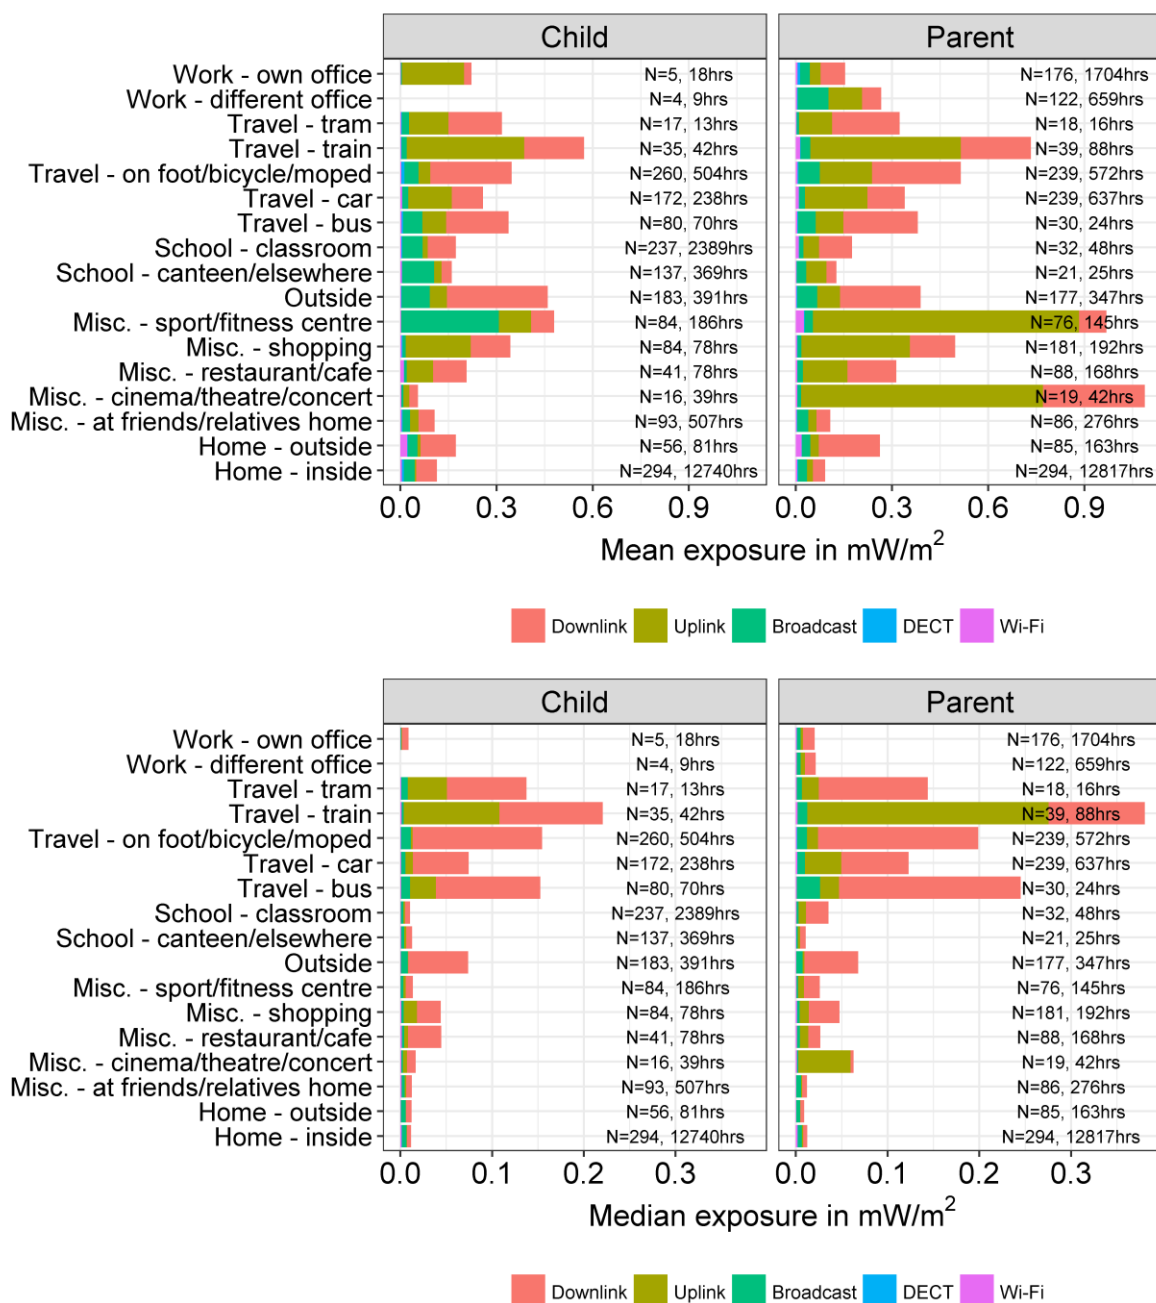 Child Parent
Work - own office N=5, 18hrs N=176, 1704hrs
Work - different office N=4, 9hrs N=122, 659hrs
Travel - tram N=17, 13hrs N=18, 16hrs
Travel - train N=35, 42hrs N=39, 88hrs
Travel - on foot/bicycle/moped N=260, 504hrs N=239, 572hrs
Travel - car N=172, 238hrs N=239, 637hrs
Travel - bus N=80, 70hrs N=30, 24hrs
School - classroom N=237, 2389hrs N=32, 48hrs
School - canteen/elsewhere N=137, 369hrs N=21, 25hrs
Outside N=183, 391hrs N=177, 347hrs
Misc. - sport/fitness centre N=84, 186hrs N=76, 145hrs
Misc. - shopping N=84, 78hrs N=181, 192hrs
Misc. - restaurant/cafe N=41, 78hrs N=88, 168hrs
Misc. - cinema/theatre/concert N=16, 39hrs N=19, 42hrs
Misc. - at friends/relatives home N=93, 507hrs N=86, 276hrs
Home - outside N=56, 81hrs N=85, 163hrs
Home - inside N=294, 12740hrs N=294, 12817hrs
0.0 0.3 0.6 0.9 0.0 0.3 0.6 0.9
Mean exposure in mW/m²
Downlink Uplink Broadcast DECT Wi-Fi
Child Parent
Work - own office N=5, 18hrs N=176, 1704hrs
Work - different office N=4, 9hrs N=122, 659hrs
Travel - tram N=17, 13hrs N=18, 16hrs
Travel - train N=35, 42hrs N=39, 88hrs
Travel - on foot/bicycle/moped N=260, 504hrs N=239, 572hrs
Travel - car N=172, 238hrs N=239, 637hrs
Travel - bus N=80, 70hrs N=30, 24hrs
School - classroom N=237, 2389hrs N=32, 48hrs
School - canteen/elsewhere N=137, 369hrs N=21, 25hrs
Outside N=183, 391hrs N=177, 347hrs
Misc. - sport/fitness centre N=84, 186hrs N=76, 145hrs
Misc. - shopping N=84, 78hrs N=181, 192hrs
Misc. - restaurant/cafe N=41, 78hrs N=88, 168hrs
Misc. - cinema/theatre/concert N=16, 39hrs N=19, 42hrs
Misc. - at friends/relatives home N=93, 507hrs N=86, 276hrs
Home - outside N=56, 81hrs N=85, 163hrs
Home - inside N=294, 12740hrs N=294, 12817hrs
0.0 0.1 0.2 0.3 0.0 0.1 0.2 0.3
Median exposure in mW/m²
Downlink Uplink Broadcast DECT Wi-Fi